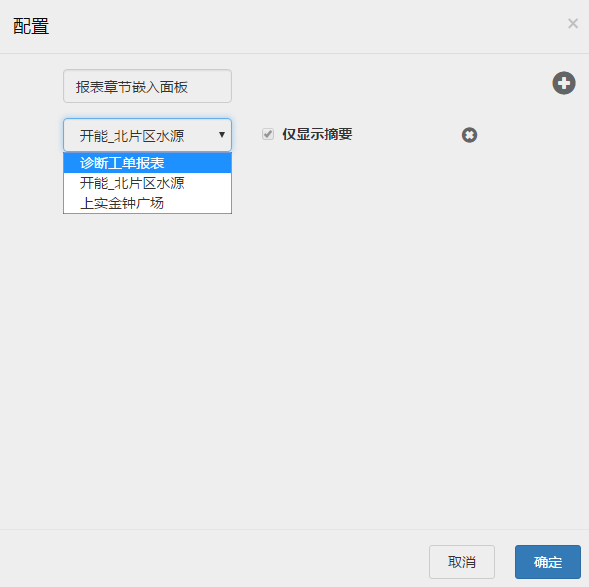 配置
×
报表章节嵌入面板
开能_北片区水源
仅显示摘要
诊断工单报表
开能_北片区水源
上实金钟广场
取消
确定